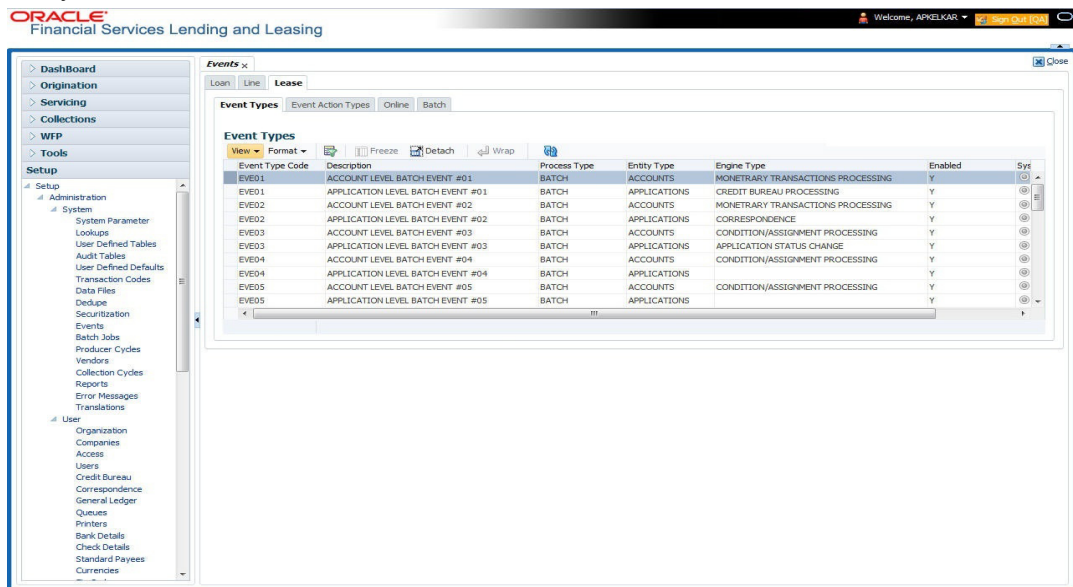 ORACLE®
Financial Services Lending and Leasing
Welcome, APKELKAR
Sign Out [QA]
Close
DashBoard
Origination
Servicing
Collections
WFP
Tools
Setup
Setup
Administration
System
System Parameter
Lookups
User Defined Tables
Audit Tables
User Defined Defaults
Transaction Codes
Data Files
Dedupe
Securitization
Events
Batch Jobs
Producer Cycles
Vendors
Collection Cycles
Reports
Error Messages
Translations
User
Organization
Companies
Access
Users
Credit Bureau
Correspondence
General Ledger
Queues
Printers
Bank Details
Check Details
Standard Payees
Currencies
Events x
Loan Line Lease
Event Types Event Action Types Online Batch
Event Types
View Format Freeze Detach Wrap
Event Type Code Description Process Type Entity Type Engine Type Enabled Sys
EVE01 ACCOUNT LEVEL BATCH EVENT #01 BATCH ACCOUNTS MONETRARY TRANSACTIONS PROCESSING Y
EVE01 APPLICATION LEVEL BATCH EVENT #01 BATCH APPLICATIONS CREDIT BUREAU PROCESSING Y
EVE02 ACCOUNT LEVEL BATCH EVENT #02 BATCH ACCOUNTS MONETRARY TRANSACTIONS PROCESSING Y
EVE02 APPLICATION LEVEL BATCH EVENT #02 BATCH APPLICATIONS CORRESPONDENCE Y
EVE03 ACCOUNT LEVEL BATCH EVENT #03 BATCH ACCOUNTS CONDITION/ASSIGNMENT PROCESSING Y
EVE03 APPLICATION LEVEL BATCH EVENT #03 BATCH APPLICATIONS APPLICATION STATUS CHANGE Y
EVE04 ACCOUNT LEVEL BATCH EVENT #04 BATCH ACCOUNTS CONDITION/ASSIGNMENT PROCESSING Y
EVE04 APPLICATION LEVEL BATCH EVENT #04 BATCH APPLICATIONS Y
EVE05 ACCOUNT LEVEL BATCH EVENT #05 BATCH ACCOUNTS CONDITION/ASSIGNMENT PROCESSING Y
EVE05 APPLICATION LEVEL BATCH EVENT #05 BATCH APPLICATIONS Y